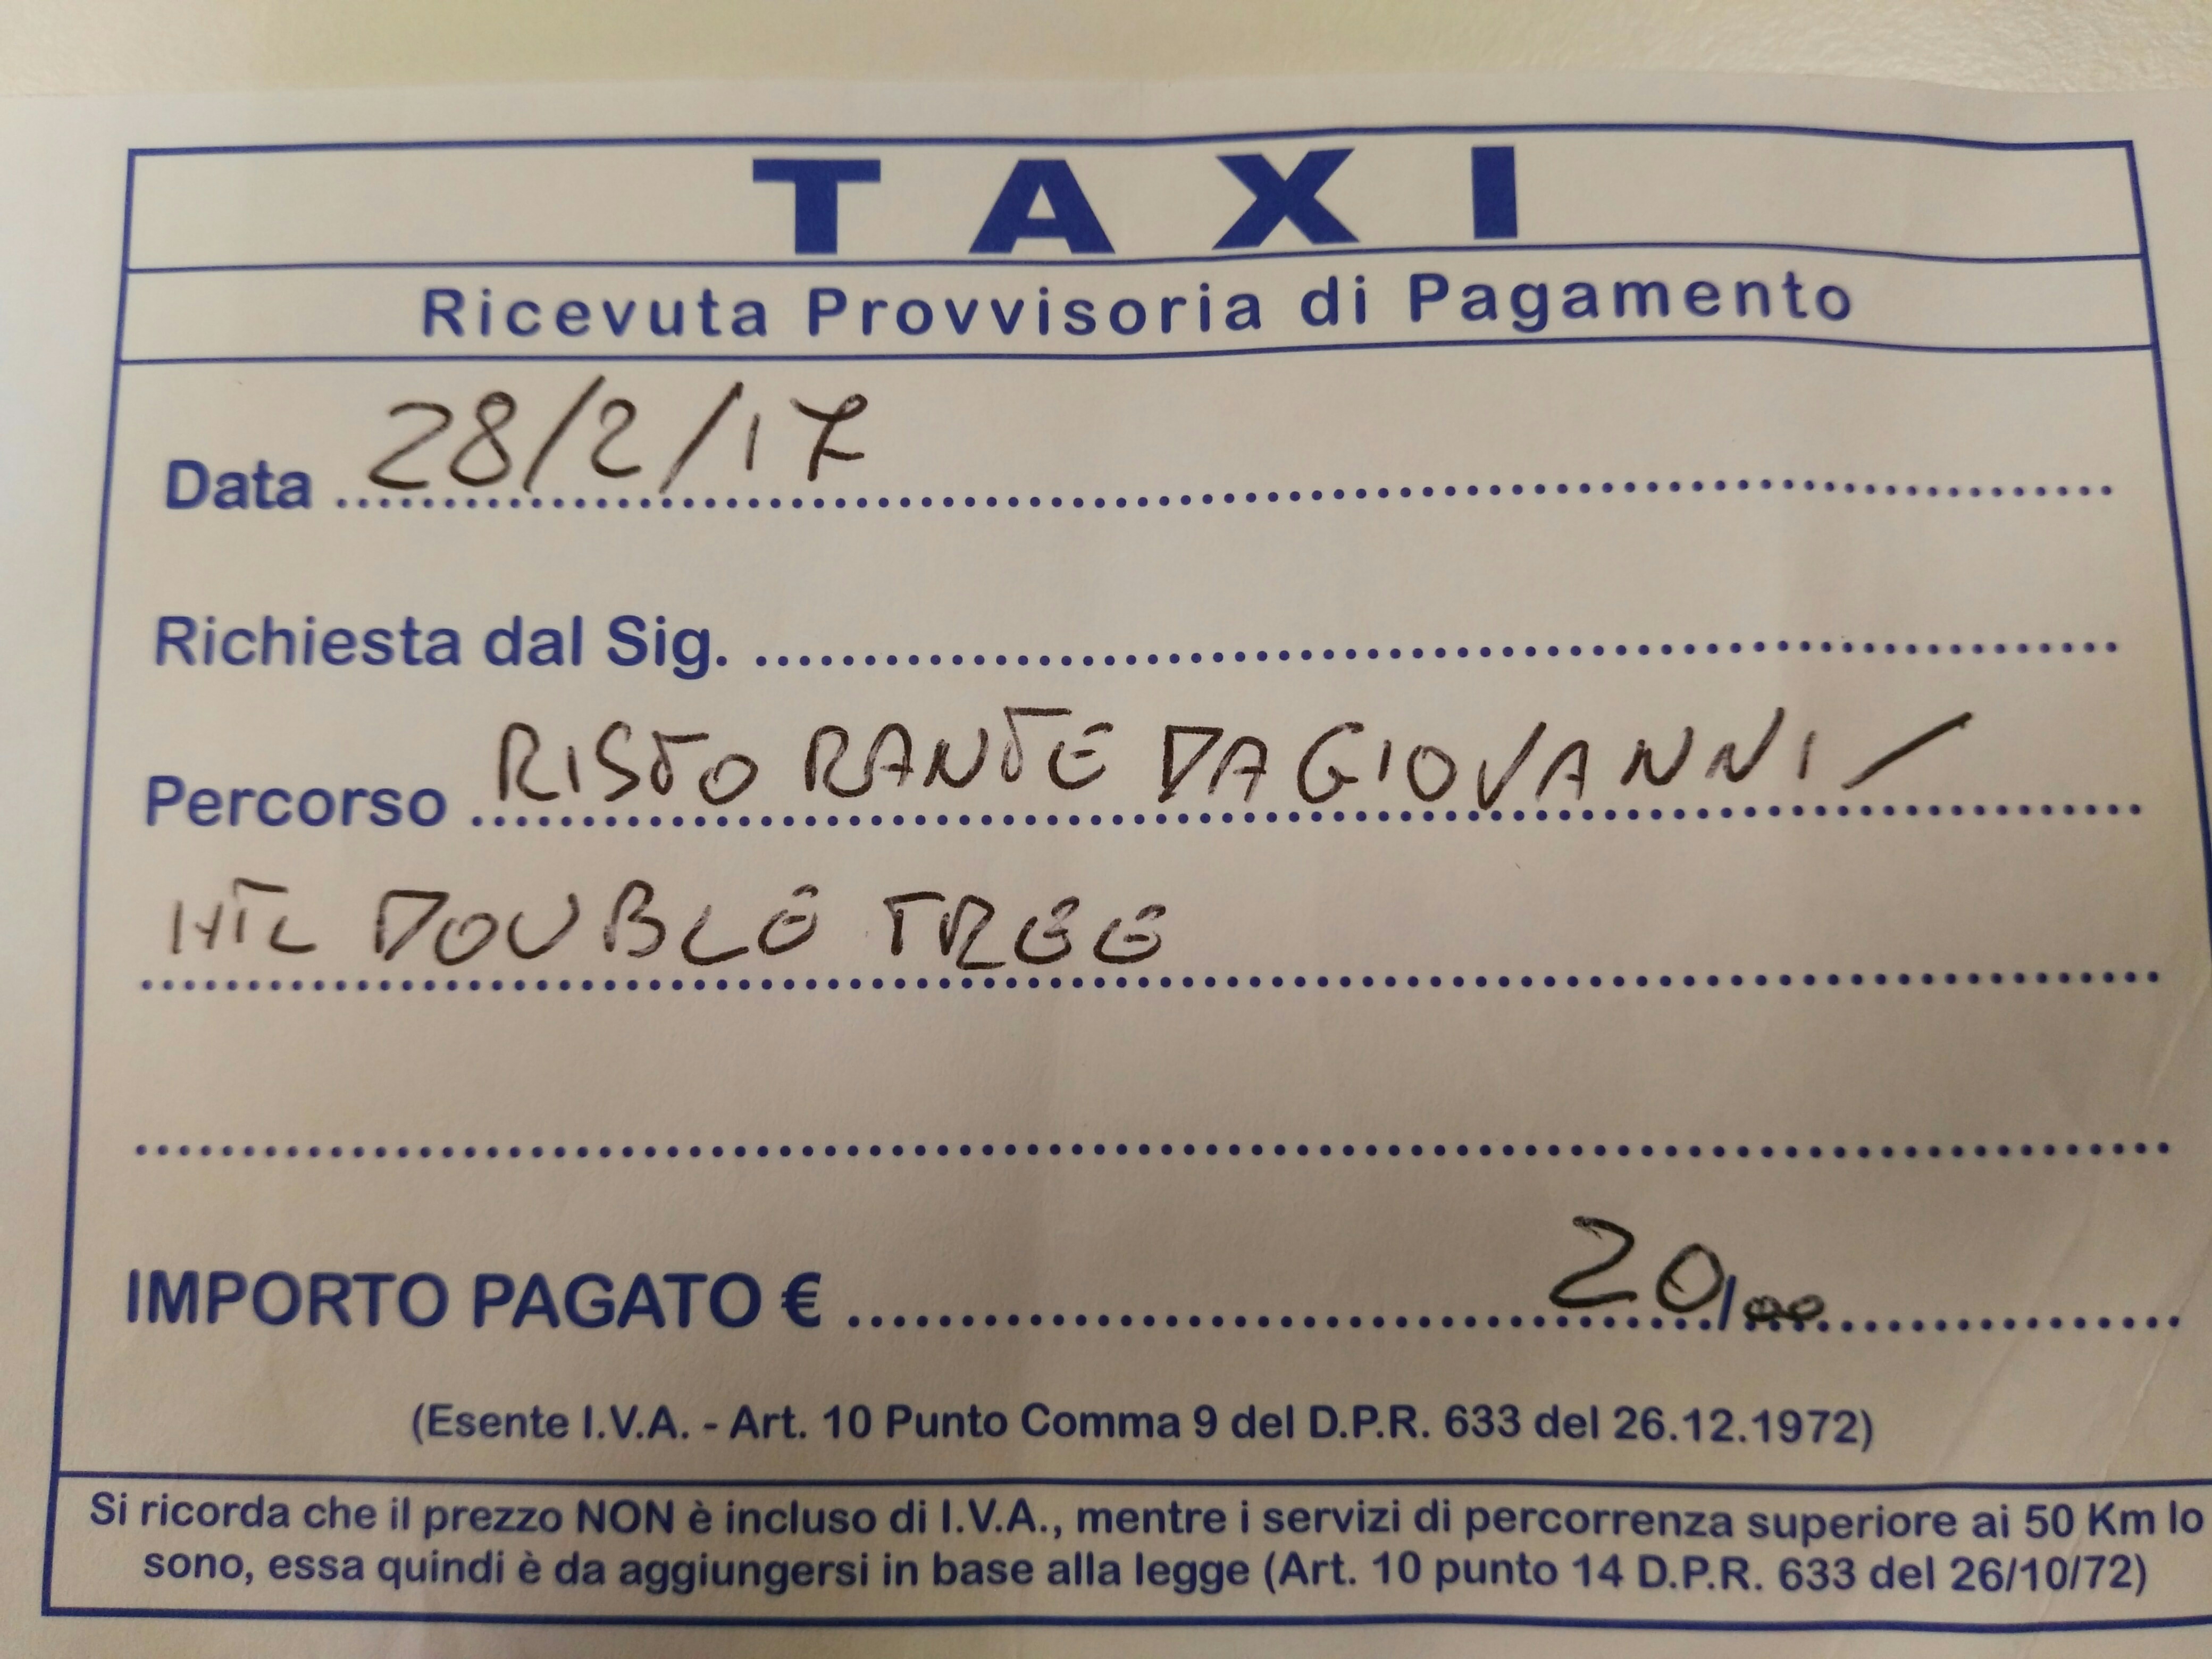 TAXI
Ricevuta Provvisoria di Pagamento
Data 28/2/17
Richiesta dal Sig.
Percorso RISTORANTE DA GIOVANNI /
HTL DOUBLE TREE
IMPORTO PAGATO € 20,00
(Esente I.V.A. - Art. 10 Punto Comma 9 del D.P.R. 633 del 26.12.1972)
Si ricorda che il prezzo NON è incluso di I.V.A., mentre i servizi di percorrenza superiore ai 50 Km lo
sono, essa quindi è da aggiungersi in base alla legge (Art. 10 punto 14 D.P.R. 633 del 26/10/72)